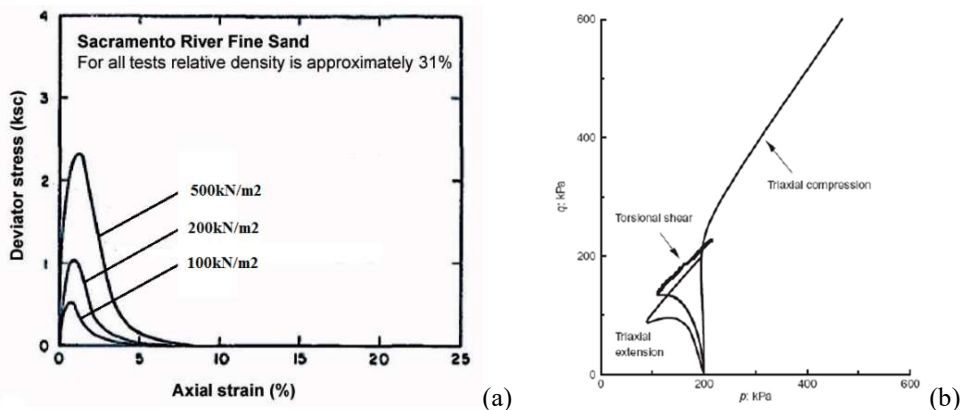 Sacramento River Fine Sand
For all tests relative density is approximately 31%
Deviator stress (ksc)
4
3
2
1
0
500kN/m2
200kN/m2
100kN/m2
0
5
10
15
20
25
Axial strain (%)
(a)
600
400
200
0
q: kPa
Triaxial compression
Torsional shear
Triaxial
extension
0
200
400
600
p: kPa
(b)